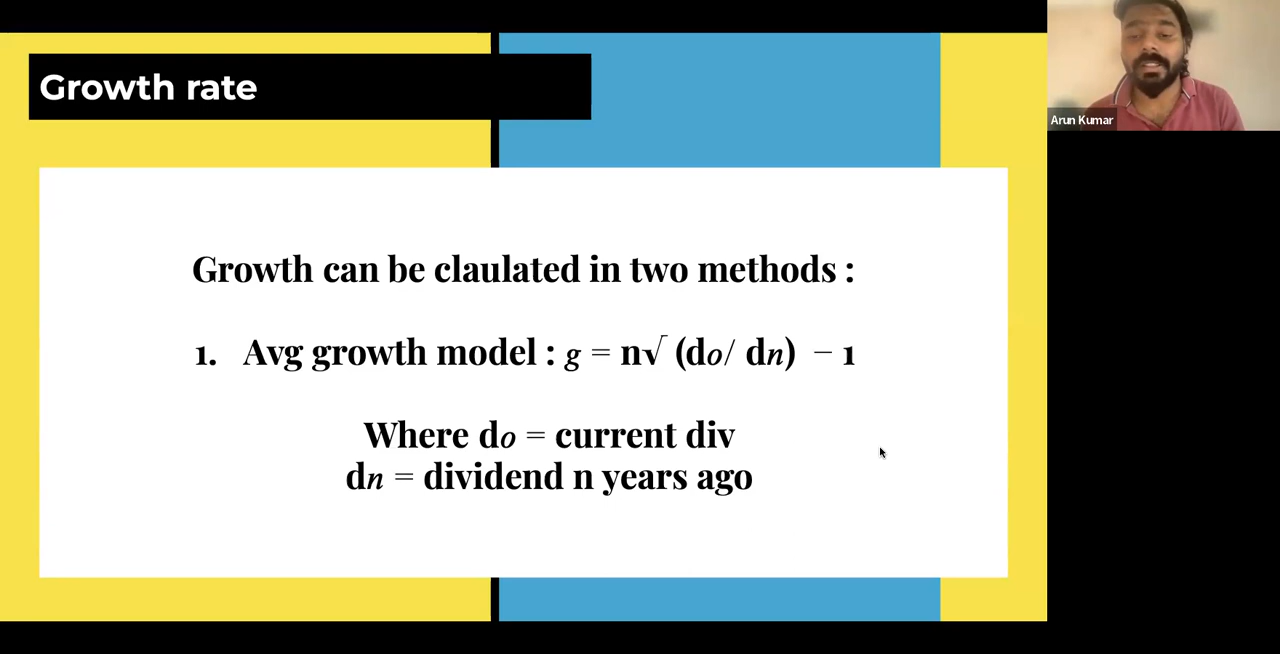 Growth rate
Arun Kumar
Growth can be claulated in two methods :
1. Avg growth model : g = n√ (do/ dn) − 1
Where do = current div
dn = dividend n years ago